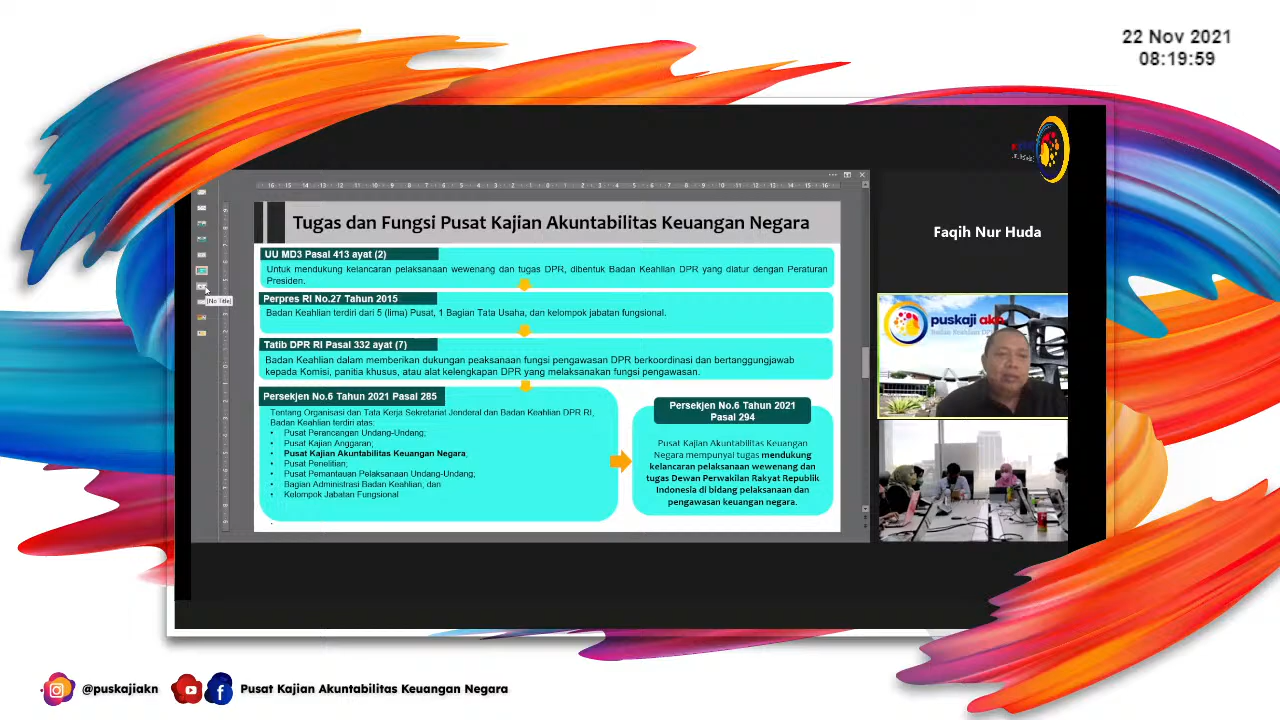 22 Nov 2021
08:19:59
Tugas dan Fungsi Pusat Kajian Akuntabilitas Keuangan Negara
UU MD3 Pasal 413 ayat (2)
Untuk mendukung kelancaran pelaksanaan wewenang dan tugas DPR, dibentuk Badan Keahlian DPR yang diatur dengan Peraturan
Presiden.
Perpres RI No.27 Tahun 2015
Badan Keahlian terdiri dari 5 (lima) Pusat, 1 Bagian Tata Usaha, dan kelompok jabatan fungsional.
Tatib DPR RI Pasal 332 ayat (7)
Badan Keahlian dalam memberikan dukungan peaksanaan fungsi pengawasan DPR berkoordinasi dan bertanggungjawab
kepada Komisi, panitia khusus, atau alat kelengkapan DPR yang melaksanakan fungsi pengawasan.
Persekjen No.6 Tahun 2021 Pasal 285
Tentang Organisasi dan Tata Kerja Sekretariat Jenderal dan Badan Keahlian DPR RI,
Badan Keahlian terdiri atas:
• Pusat Perancangan Undang-Undang;
• Pusat Kajian Anggaran;
• Pusat Kajian Akuntabilitas Keuangan Negara;
• Pusat Penelitian;
• Pusat Pemantauan Pelaksanaan Undang-Undang;
• Bagian Administrasi Badan Keahlian; dan
• Kelompok Jabatan Fungsional
Persekjen No.6 Tahun 2021
Pasal 294
Pusat Kajian Akuntabilitas Keuangan
Negara mempunyai tugas mendukung
kelancaran pelaksanaan wewenang dan
tugas Dewan Perwakilan Rakyat Republik
Indonesia di bidang pelaksanaan dan
pengawasan keuangan negara.
[No Title]
Faqih Nur Huda
puskaji akn
Badan Keahlian DPR
@puskajiakn
Pusat Kajian Akuntabilitas Keuangan Negara